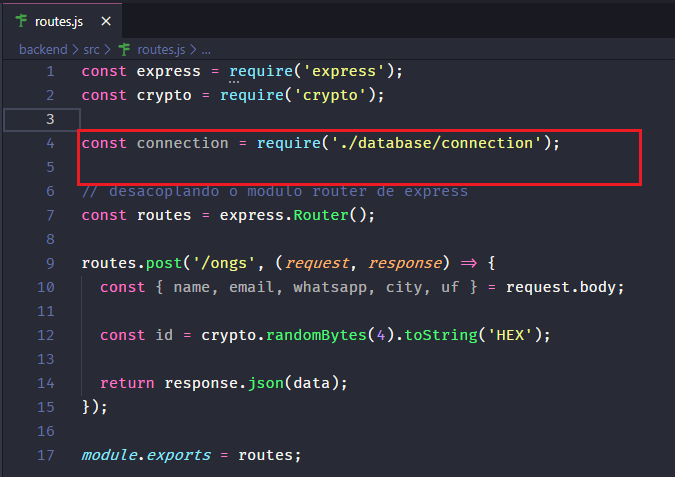 routes.js ×
backend > src > routes.js > ...
1 const express = require('express');
2 const crypto = require('crypto');
3
4 const connection = require('./database/connection');
5
6 // desacoplando o modulo router de express
7 const routes = express.Router();
8
9 routes.post('/ongs', (request, response) => {
10 const { name, email, whatsapp, city, uf } = request.body;
11
12 const id = crypto.randomBytes(4).toString('HEX');
13
14 return response.json(data);
15 });
16
17 module.exports = routes;